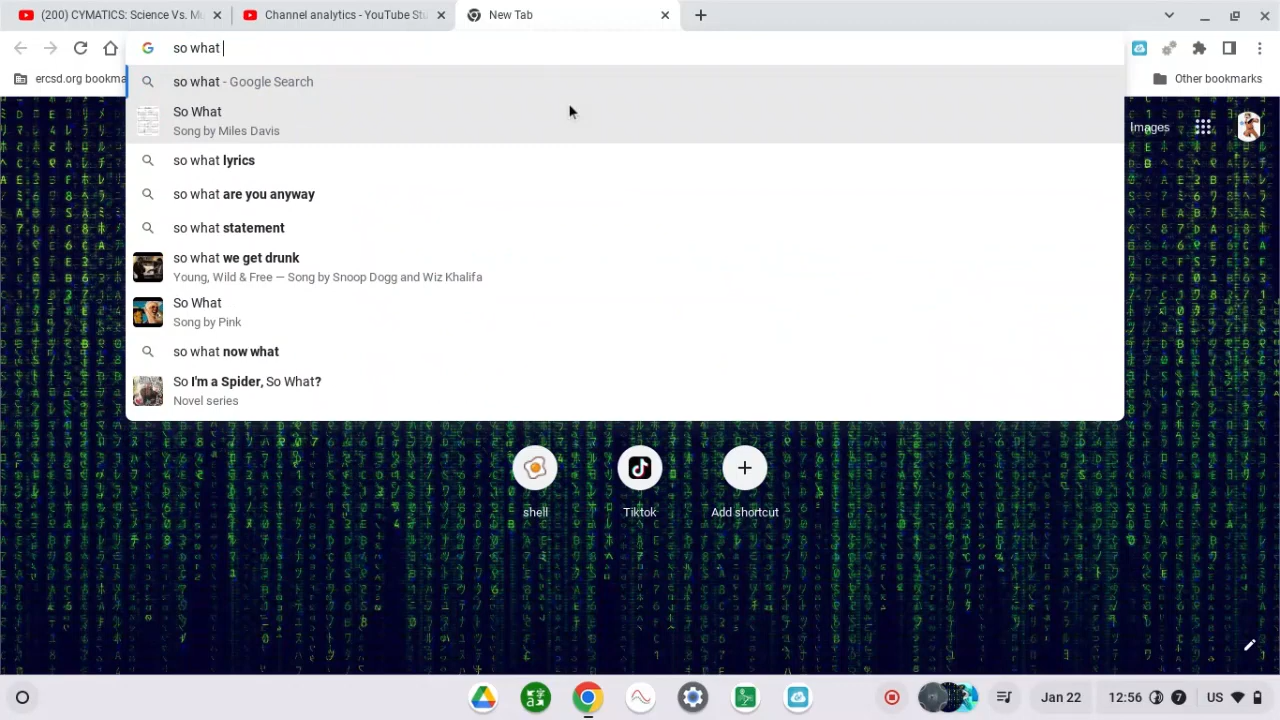 (200) CYMATICS: Science Vs. Mu
Channel analytics - YouTube Stu
New Tab
so what
ercsd.org bookma
Other bookmarks
so what - Google Search
So What
Song by Miles Davis
Images
so what lyrics
so what are you anyway
so what statement
so what we get drunk
Young, Wild & Free — Song by Snoop Dogg and Wiz Khalifa
So What
Song by Pink
so what now what
So I'm a Spider, So What?
Novel series
shell
Tiktok
Add shortcut
Jan 22
12:56
7
US